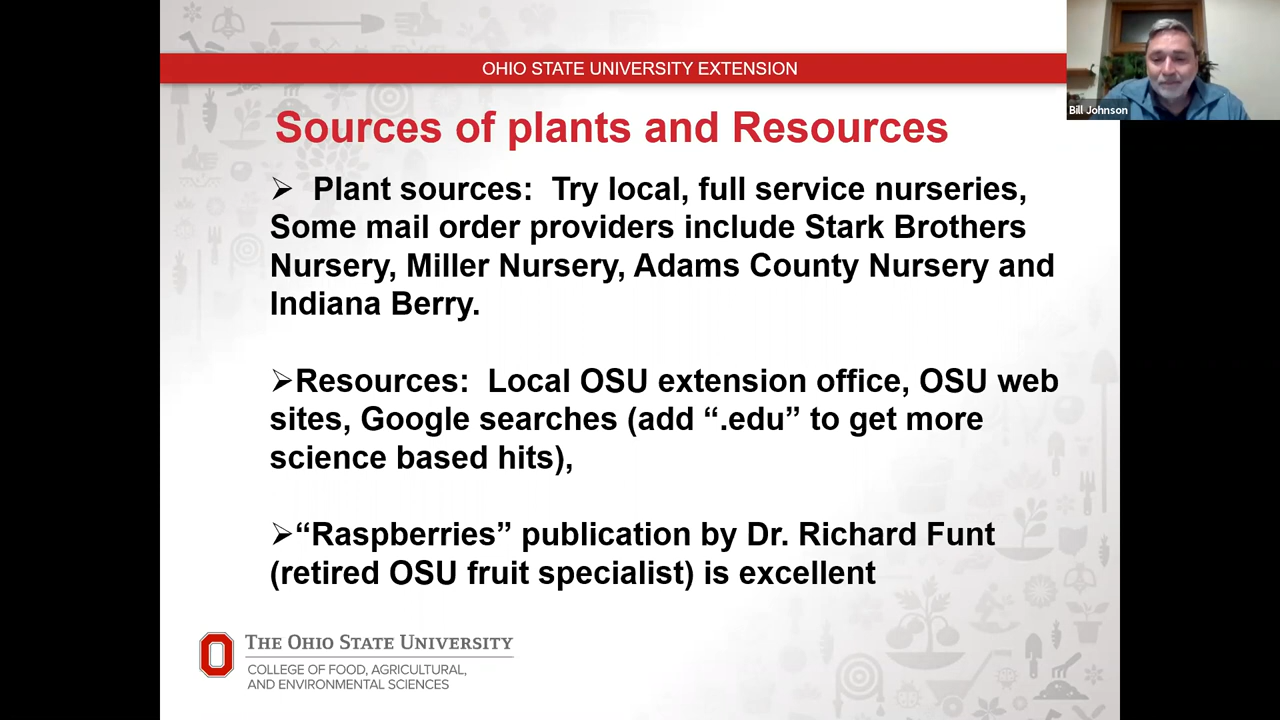 OHIO STATE UNIVERSITY EXTENSION
Bill Johnson
Sources of plants and Resources
➢ Plant sources: Try local, full service nurseries,
Some mail order providers include Stark Brothers
Nursery, Miller Nursery, Adams County Nursery and
Indiana Berry.
➢Resources: Local OSU extension office, OSU web
sites, Google searches (add “.edu” to get more
science based hits),
➢“Raspberries” publication by Dr. Richard Funt
(retired OSU fruit specialist) is excellent
THE OHIO STATE UNIVERSITY
COLLEGE OF FOOD, AGRICULTURAL,
AND ENVIRONMENTAL SCIENCES